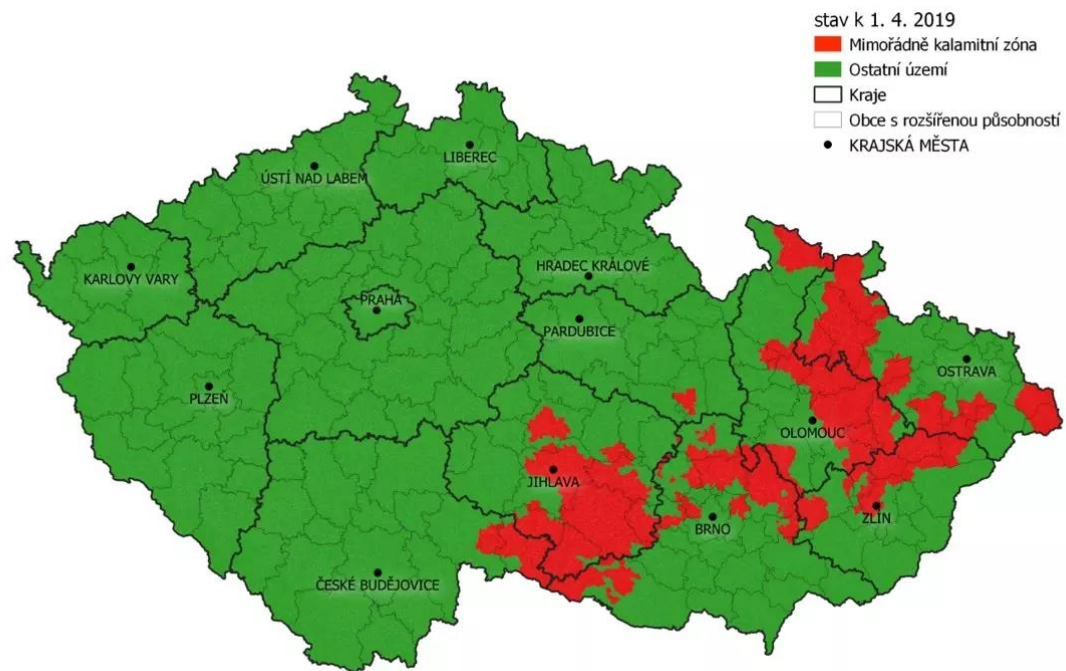 stav k 1. 4. 2019
Mimořádně kalamitní zóna
Ostatní území
Kraje
Obce s rozšířenou působností
KRAJSKÁ MĚSTA
LIBEREC
ÚSTÍ NAD LABEM
KARLOVY VARY
HRADEC KRÁLOVÉ
PRAHA
PARDUBICE
OSTRAVA
PLZEŇ
OLOMOUC
JIHLAVA
ZLÍN
BRNO
ČESKÉ BUDĚJOVICE